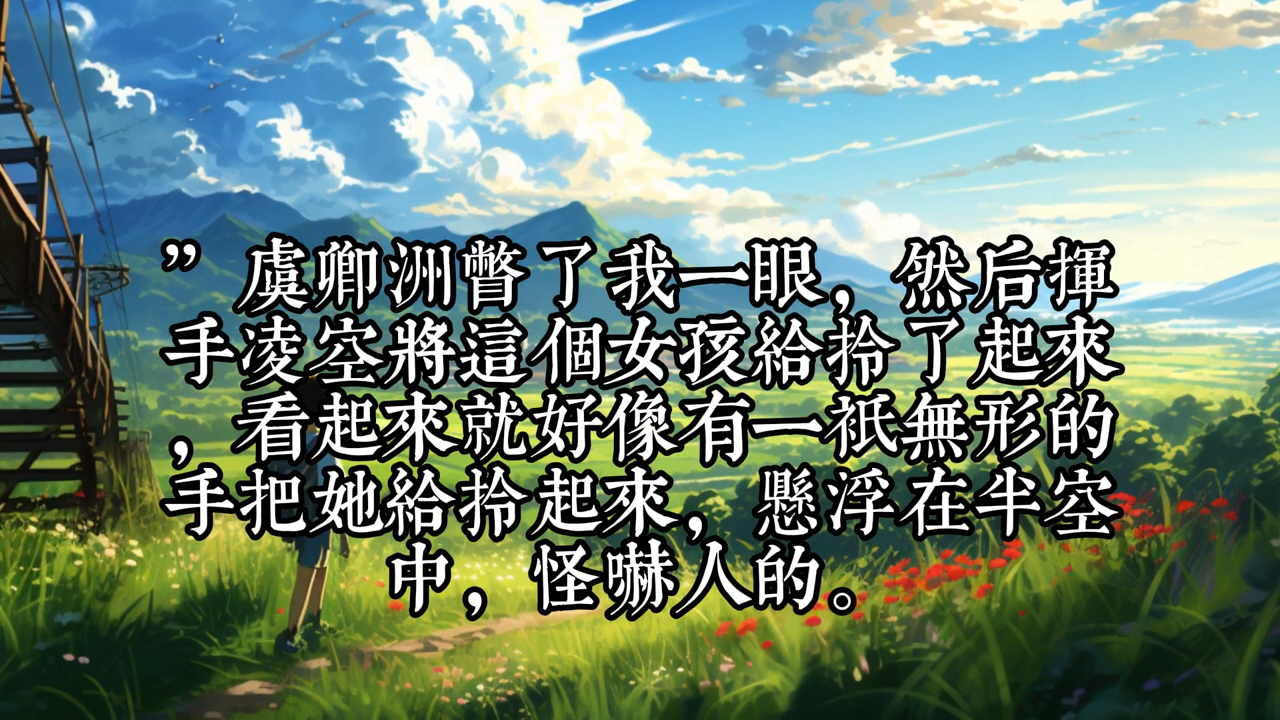 ” 虞卿洲瞥了我一眼，然后揮
手凌空將這個女孩給拎了起來
，看起來就好像有一衹無形的
手把她給拎起來，懸浮在半空
中，怪嚇人的。